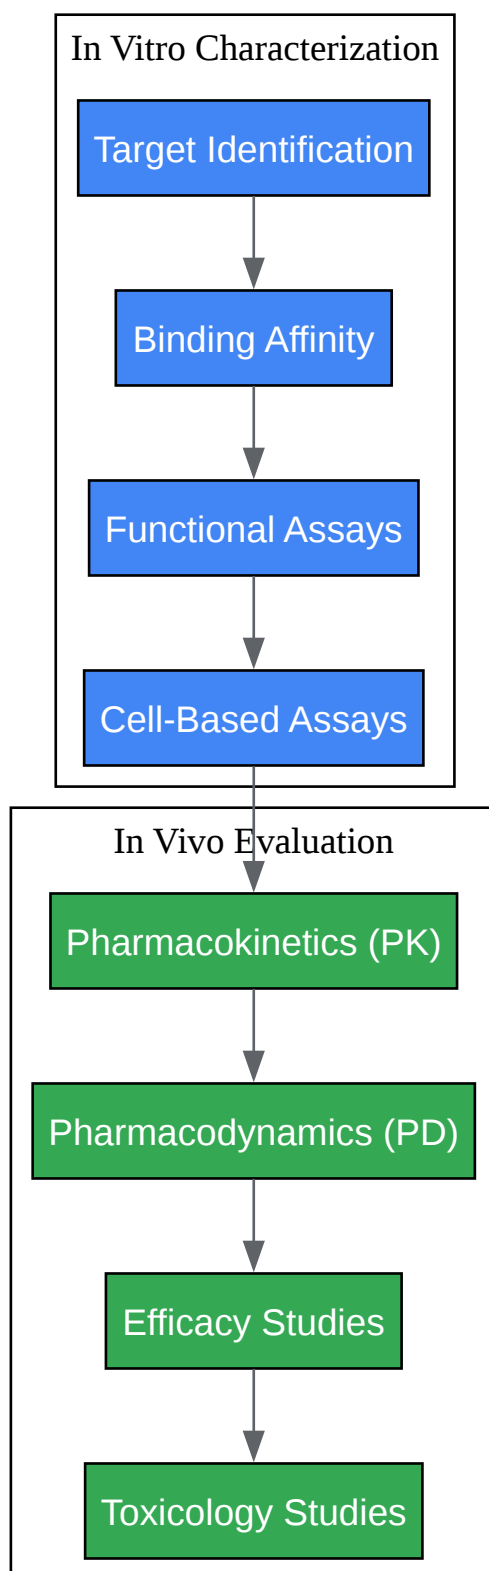 In Vitro Characterization
Target Identification
Binding Affinity
Functional Assays
Cell-Based Assays
In Vivo Evaluation
Pharmacokinetics (PK)
Pharmacodynamics (PD)
Efficacy Studies
Toxicology Studies